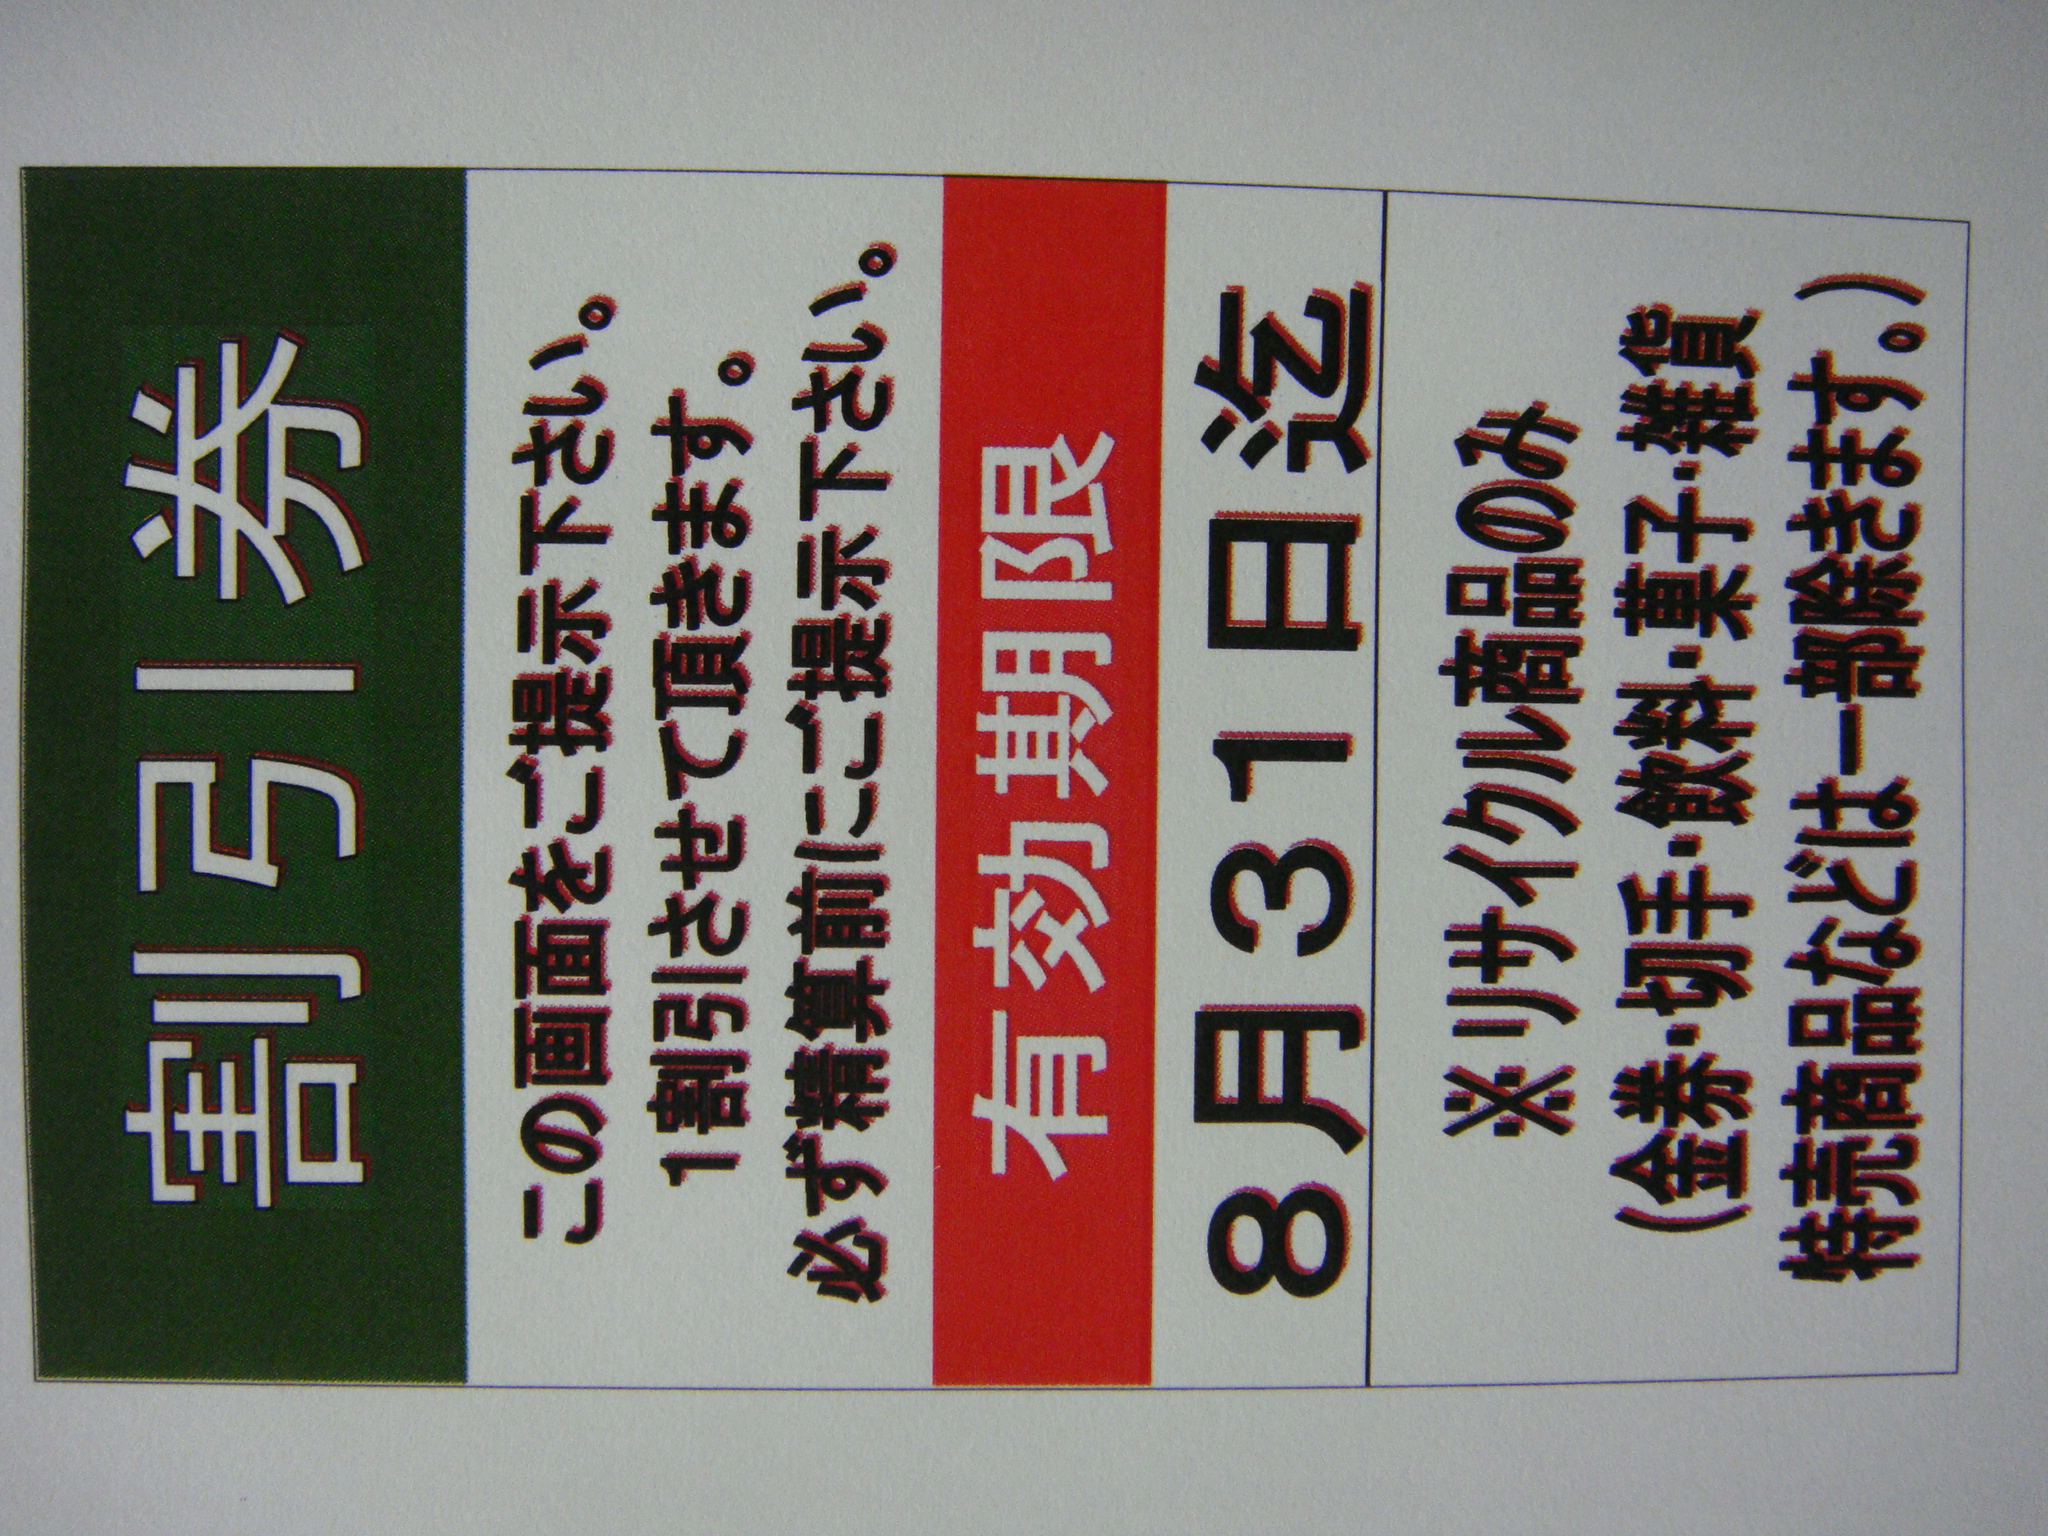 割引券
この画面をご提示下さい。
1割引させて頂きます。
必ず精算前にご提示下さい。
有効期限
8月31日迄
※リサイクル商品のみ
(金券・切手・飲料・菓子・雑貨
特売商品などは一部除きます。)